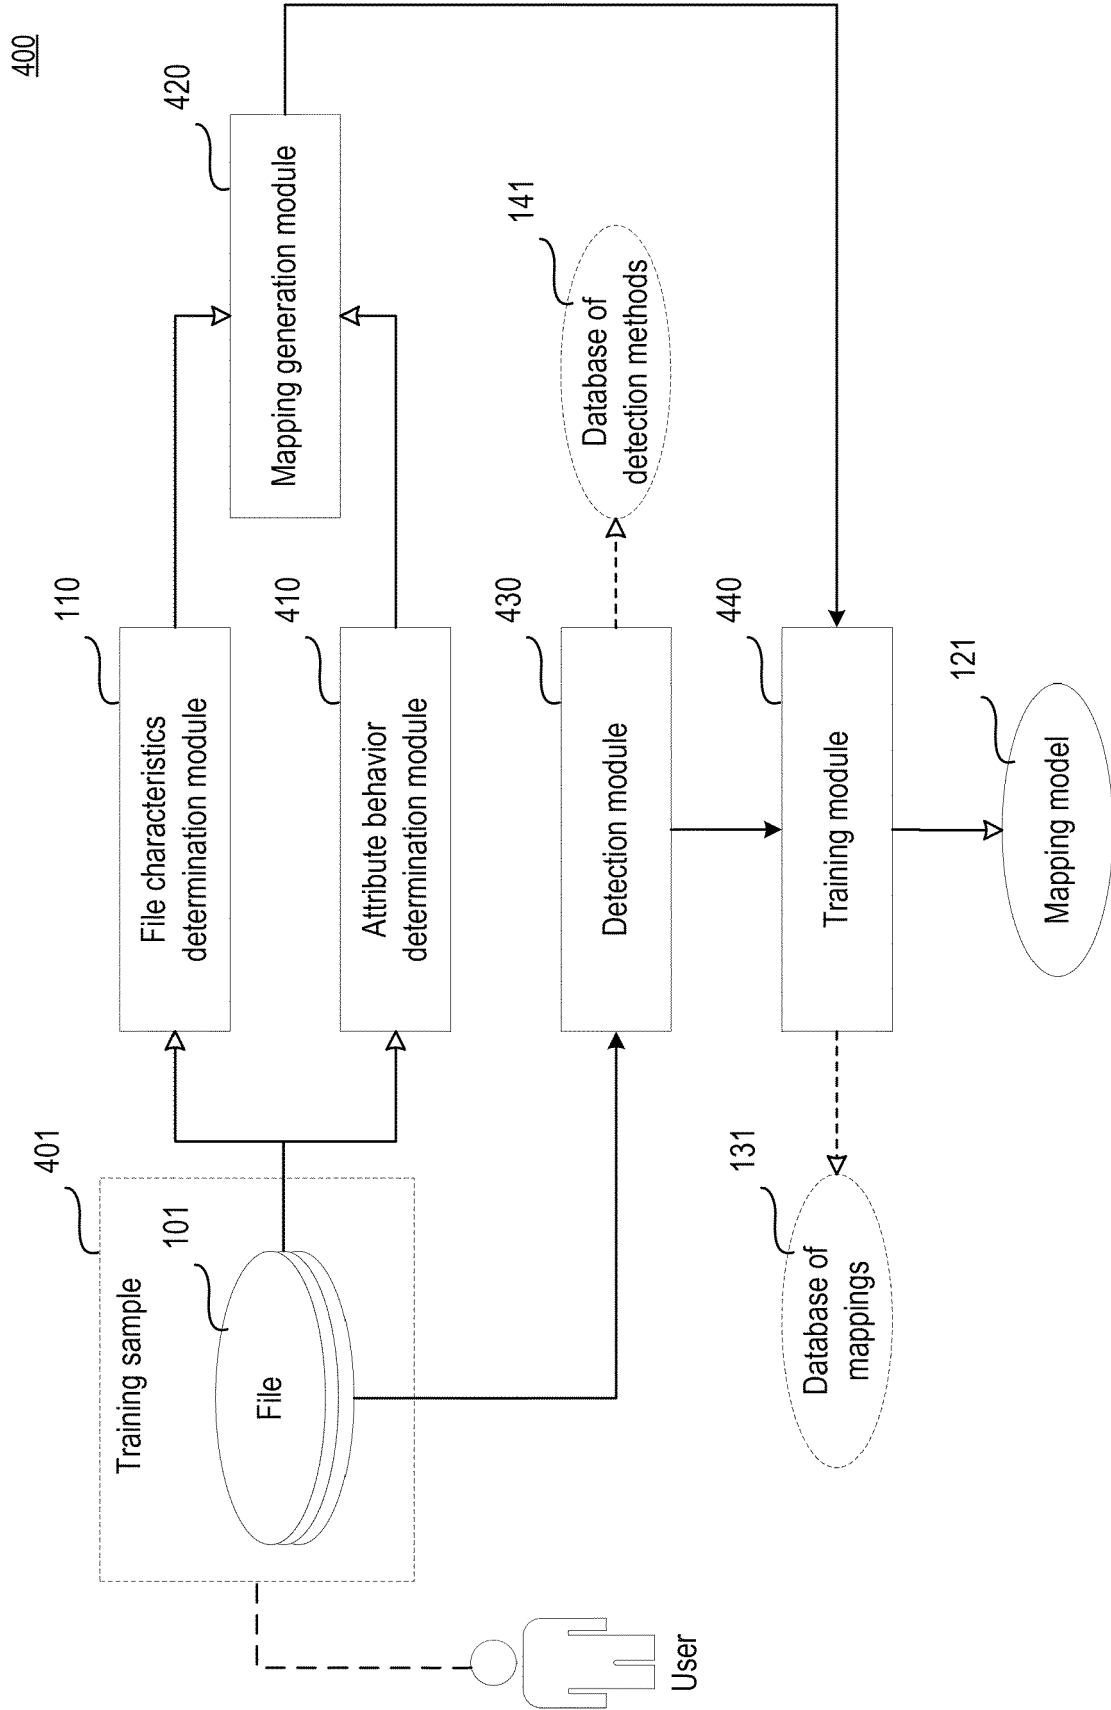 400
Training sample
401
101
File
User
File characteristics
determination module
110
Attribute behavior
determination module
410
Mapping generation module
420
Detection module
430
Database of
detection methods
141
Training module
440
Database of
mappings
131
Mapping model
121